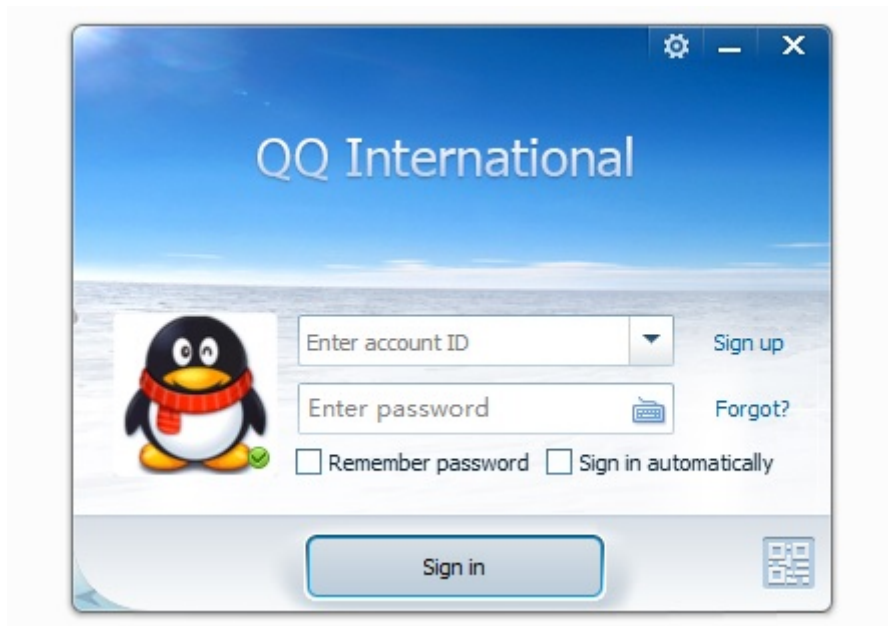 QQ International
Enter account ID
Sign up
Enter password
Forgot?
Remember password
Sign in automatically
Sign in